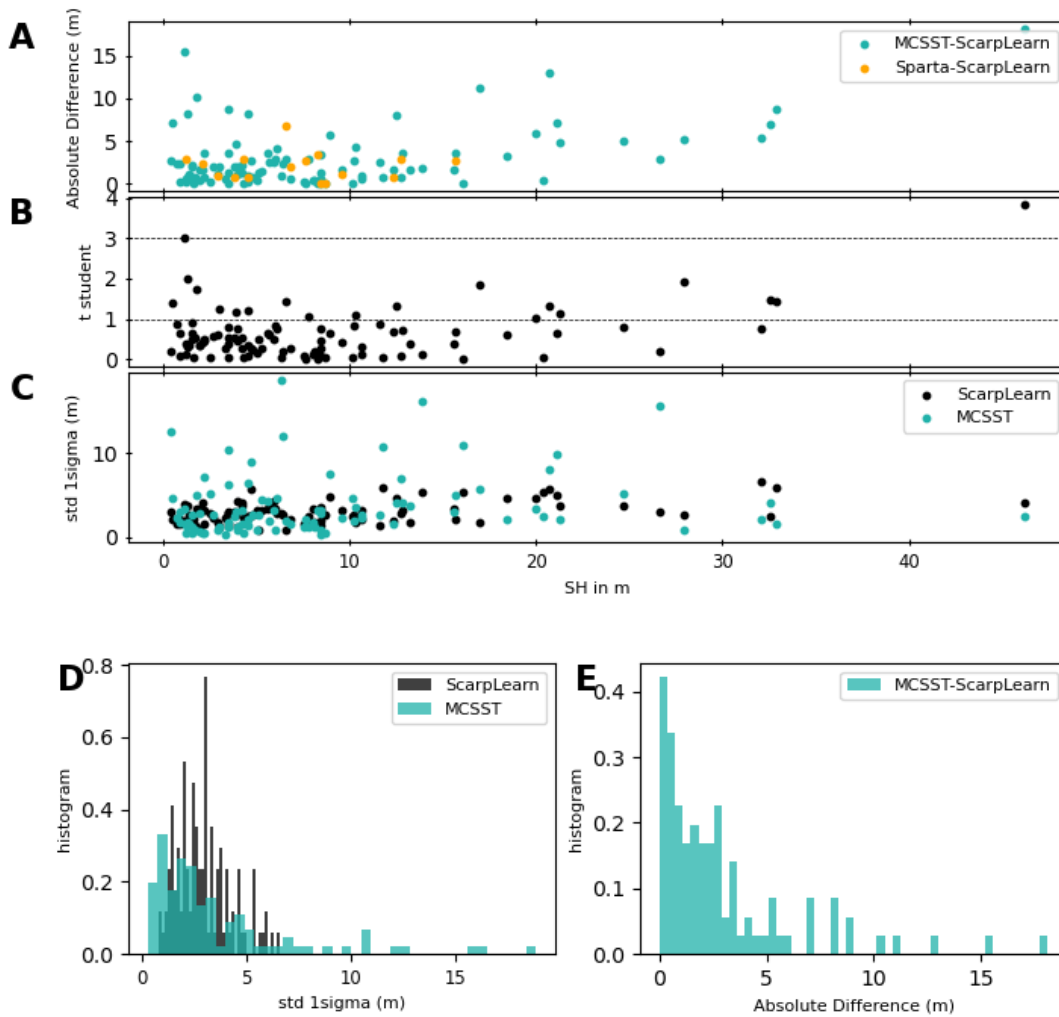 A
Absolute Difference (m)
15
10
5
0
MCSST-ScarpLearn
Sparta-ScarpLearn
B
t student
4
3
2
1
0
C
std 1sigma (m)
10
0
ScarpLearn
MCSST
0 10 20 30 40
SH in m
D
histogram
0.8
0.6
0.4
0.2
0.0
ScarpLearn
MCSST
0 5 10 15
std 1sigma (m)
E
histogram
0.4
0.3
0.2
0.1
0.0
MCSST-ScarpLearn
0 5 10 15
Absolute Difference (m)